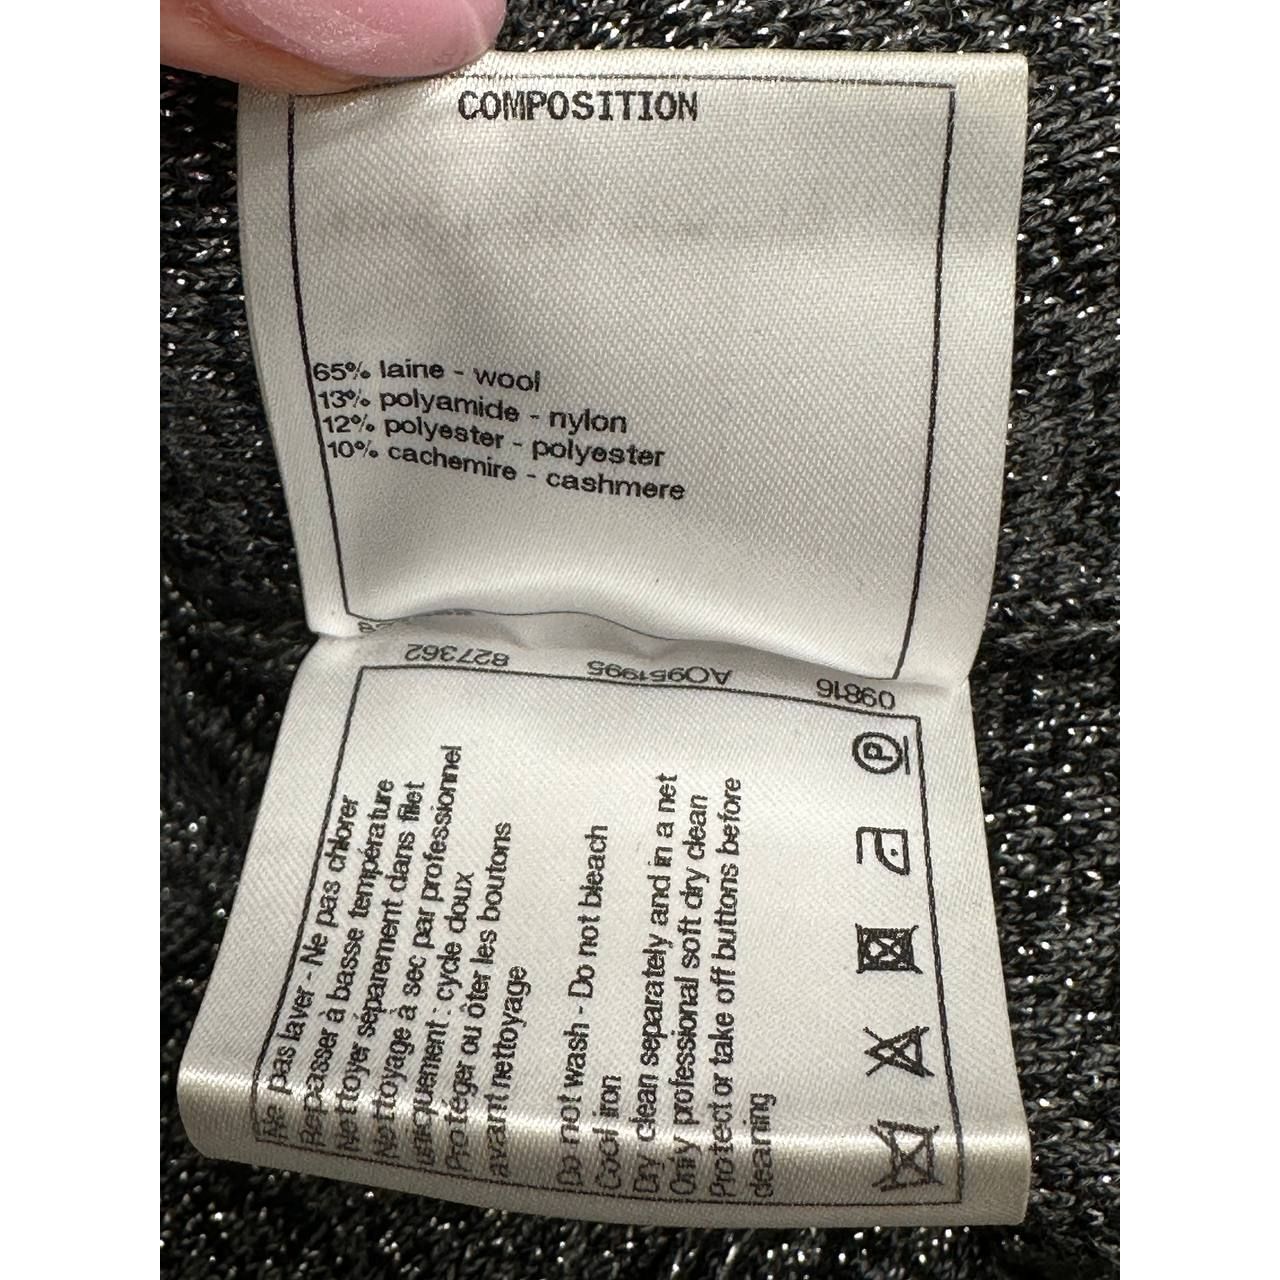 COMPOSITION
65% laine - wool
13% polyamide - nylon
12% polyester - polyester
10% cachemire - cashmere
09816 AO951995 827362
Ne pas laver - Ne pas chlorer
Repasser à basse température
Nettoyer séparement dans filet
Nettoyage à sec par professionnel
uniquement : cycle doux
Protéger ou ôter les boutons
avant nettoyage
Do not wash - Do not bleach
Cool iron
Dry clean separately and in a net
Only professional soft dry clean
Protect or take off buttons before
cleaning
P